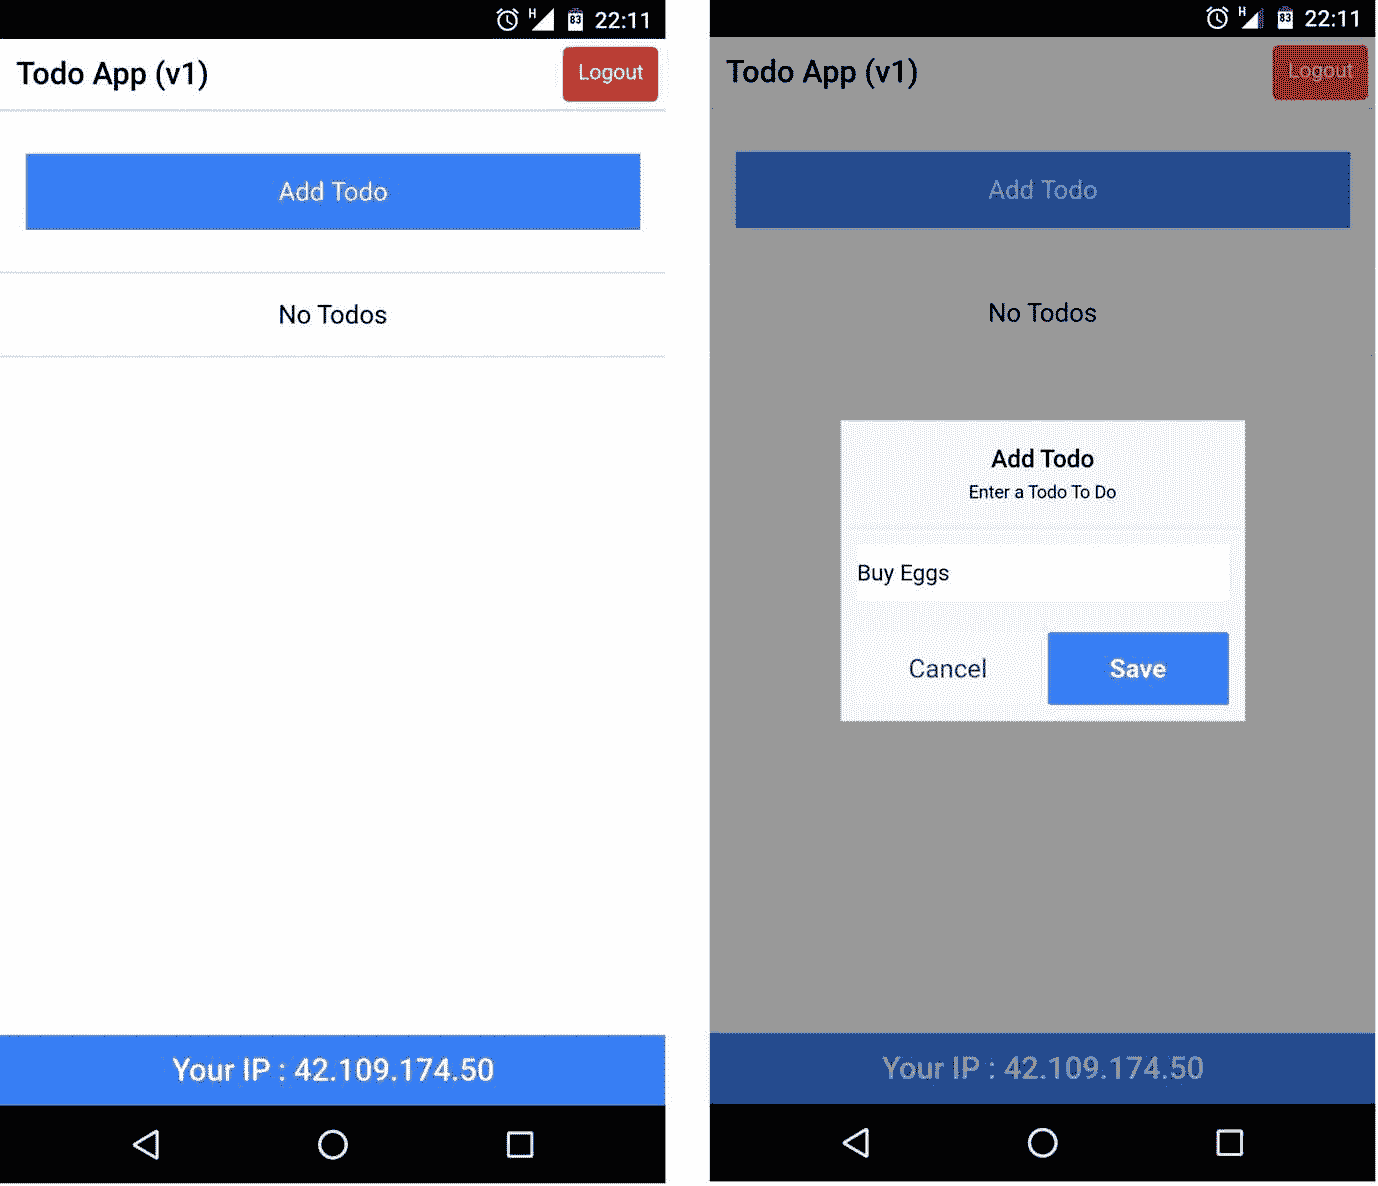 H 83 22:11
Todo App (v1)
Logout
Add Todo
No Todos
Your IP : 42.109.174.50
H 83 22:11
Todo App (v1)
Logout
Add Todo
No Todos
Add Todo
Enter a Todo To Do
Buy Eggs
Cancel
Save
Your IP : 42.109.174.50